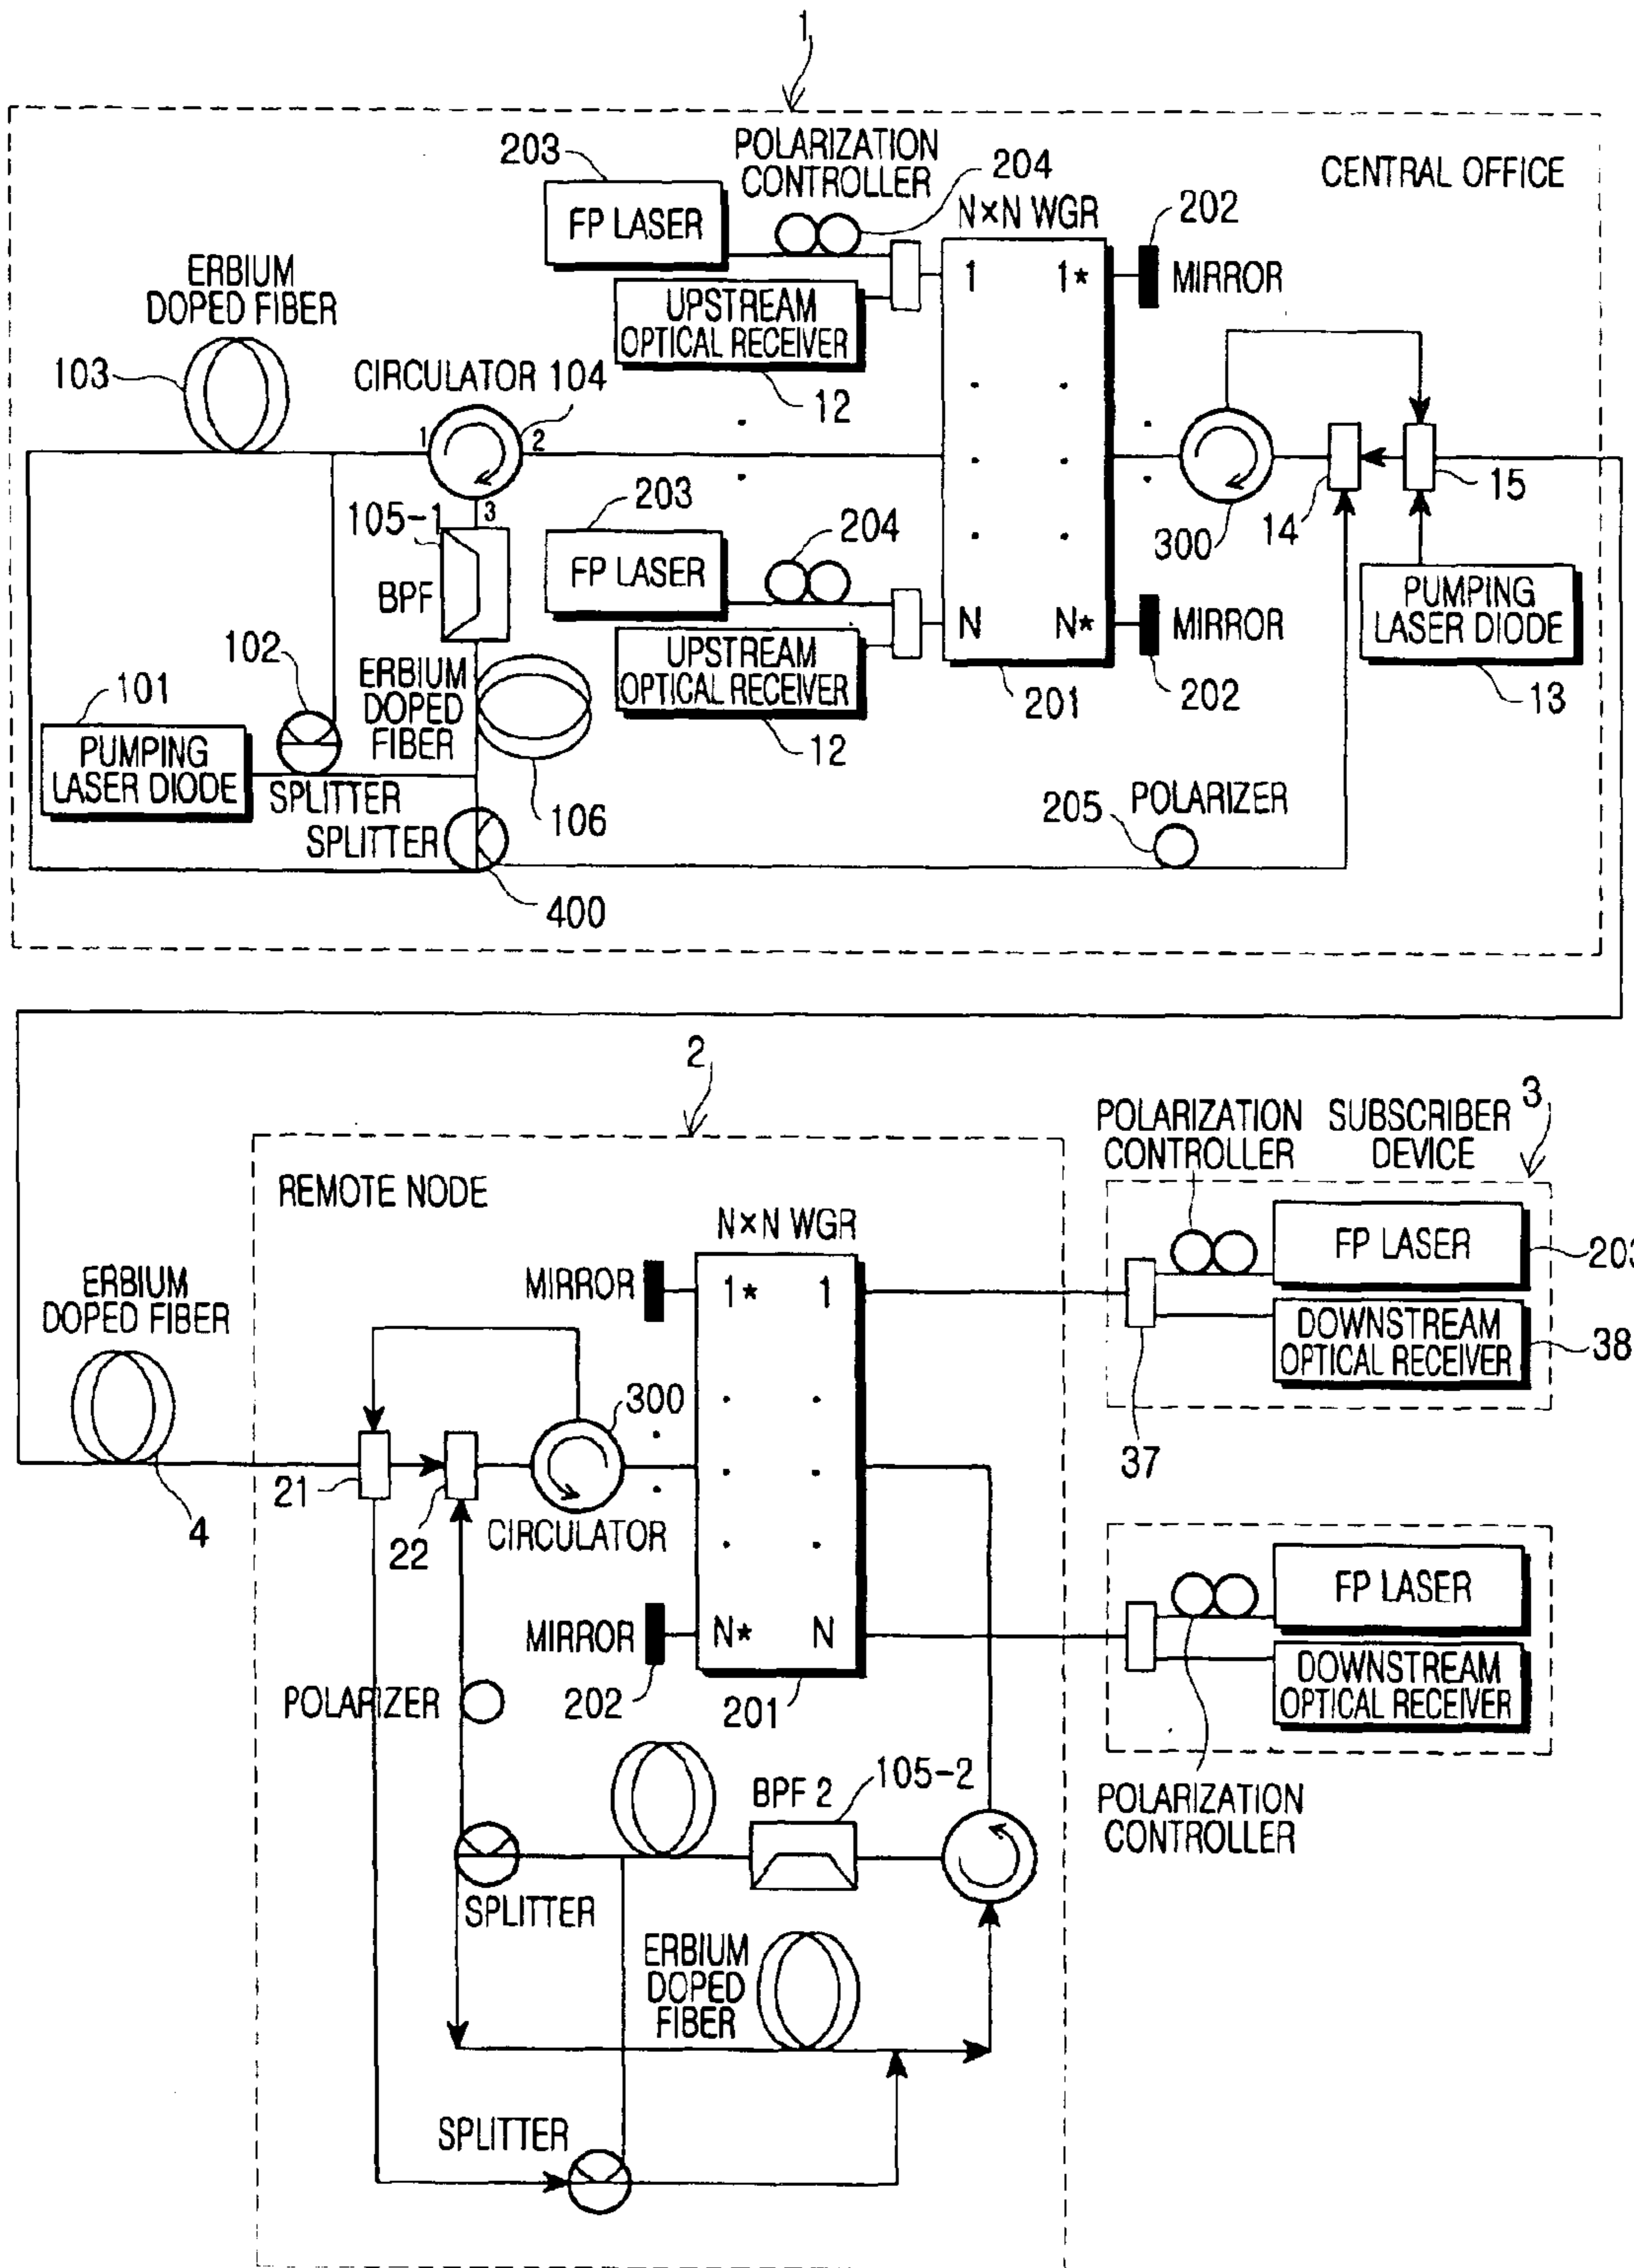 1
CENTRAL OFFICE
203
POLARIZATION
CONTROLLER
204
FP LASER
N×N WGR
202
1
1*
MIRROR
UPSTREAM
OPTICAL RECEIVER
12
ERBIUM
DOPED FIBER
103
CIRCULATOR 104
1
2
3
300
14
15
105-1
BPF
203
FP LASER
204
N
N*
MIRROR
UPSTREAM
OPTICAL RECEIVER
12
201
202
PUMPING
LASER DIODE
13
102
ERBIUM
DOPED
FIBER
106
101
PUMPING
LASER DIODE
SPLITTER
SPLITTER
400
205
POLARIZER
2
REMOTE NODE
POLARIZATION
CONTROLLER
SUBSCRIBER
DEVICE
3
FP LASER
203
DOWNSTREAM
OPTICAL RECEIVER
38
37
N×N WGR
MIRROR
1*
1
ERBIUM
DOPED FIBER
4
21
22
300
CIRCULATOR
MIRROR
202
N*
N
201
FP LASER
DOWNSTREAM
OPTICAL RECEIVER
POLARIZATION
CONTROLLER
POLARIZER
BPF 2
105-2
SPLITTER
ERBIUM
DOPED
FIBER
SPLITTER